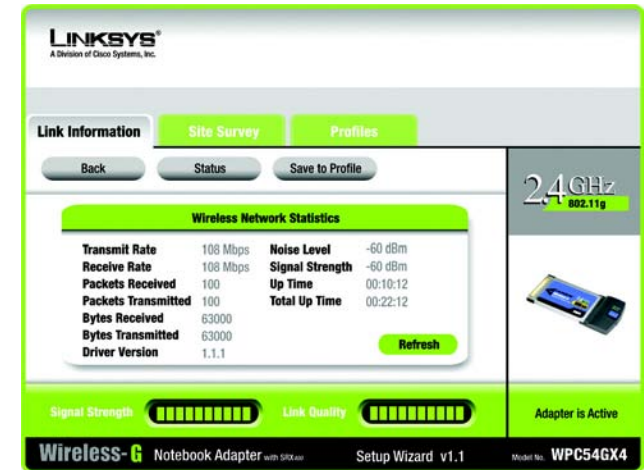 LINKSYS®
A Division of Cisco Systems, Inc.
Link Information Site Survey Profiles
Back Status Save to Profile
2.4GHz
802.11g
Wireless Network Statistics
Transmit Rate 108 Mbps Noise Level -60 dBm
Receive Rate 108 Mbps Signal Strength -60 dBm
Packets Received 100 Up Time 00:10:12
Packets Transmitted 100 Total Up Time 00:22:12
Bytes Received 63000
Bytes Transmitted 63000
Driver Version 1.1.1
Refresh
Signal Strength Link Quality Adapter is Active
Wireless-G Notebook Adapter with SRX400 Setup Wizard v1.1 Model No. WPC54GX4